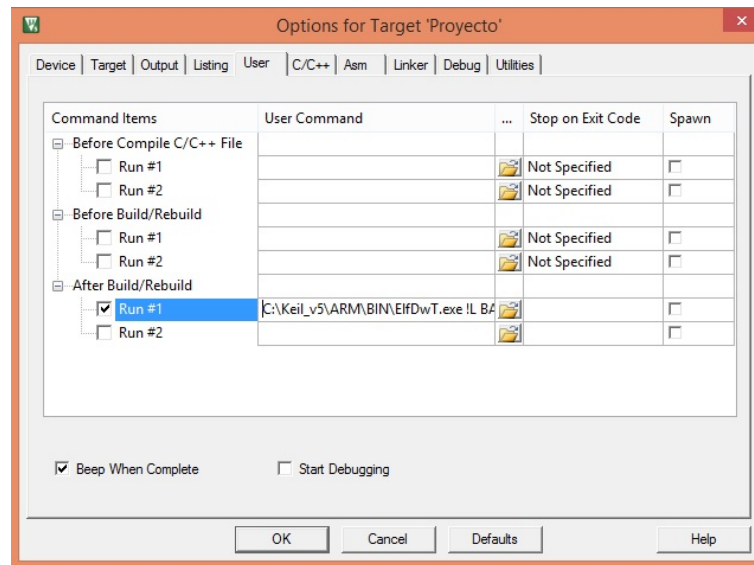 Options for Target 'Proyecto'
Device Target Output Listing User C/C++ Asm Linker Debug Utilities
Command Items User Command ... Stop on Exit Code Spawn
Before Compile C/C++ File
Run #1 Not Specified
Run #2 Not Specified
Before Build/Rebuild
Run #1 Not Specified
Run #2 Not Specified
After Build/Rebuild
Run #1 C:\Keil_v5\ARM\BIN\ElfDwT.exe !L BA
Run #2
Beep When Complete Start Debugging
OK Cancel Defaults Help